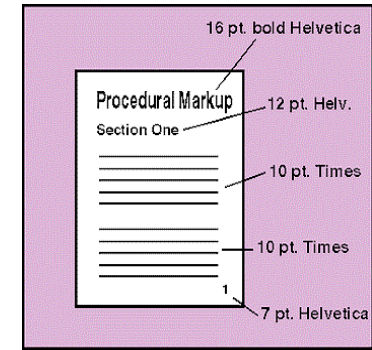 16 pt. bold Helvetica
Procedural Markup
12 pt. Helv.
Section One
10 pt. Times
10 pt. Times
1
7 pt. Helvetica